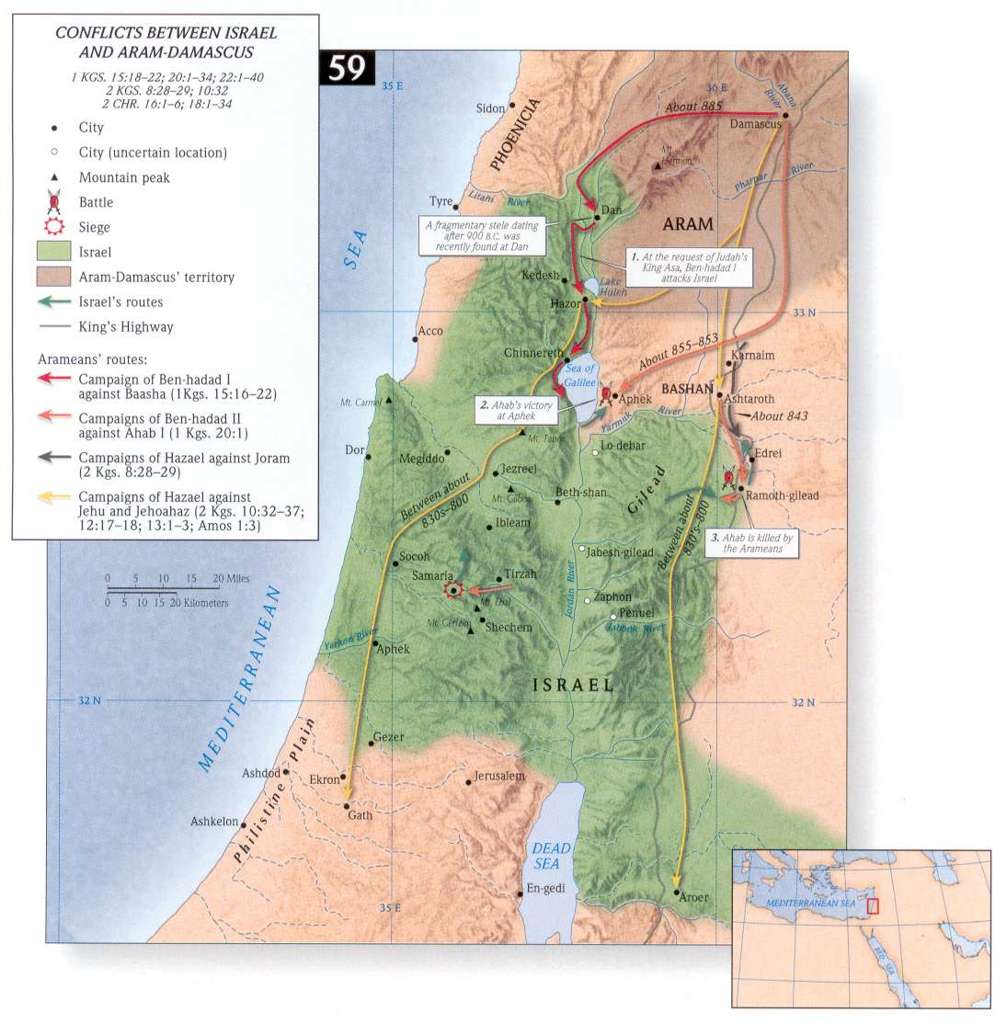 CONFLICTS BETWEEN ISRAEL
AND ARAM-DAMASCUS
1 KGS. 15:18–22; 20:1–34; 22:1–40
2 KGS. 8:28–29; 10:32
2 CHR. 16:1–6; 18:1–34
City
City (uncertain location)
Mountain peak
Battle
Siege
Israel
Aram-Damascus' territory
Israel's routes
King's Highway
Arameans' routes:
Campaign of Ben-hadad I
against Baasha (1Kgs. 15:16–22)
Campaigns of Ben-hadad II
against Ahab I (1 Kgs. 20:1)
Campaigns of Hazael against Joram
(2 Kgs. 8:28–29)
Campaigns of Hazael against
Jehu and Jehoahaz (2 Kgs. 10:32–37;
12:17–18; 13:1–3; Amos 1:3)
59
35 E
36 E
Abana
River
About 885
Damascus
Sidon
PHOENICIA
Mt.
Hermon
Pharpar River
Litani River
Tyre
Dan
ARAM
A fragmentary stele dating
after 900 B.C. was
recently found at Dan
1. At the request of Judah's
King Asa, Ben-hadad I
attacks Israel
SEA
Kedesh
Lake
Huleh
Hazor
33 N
Acco
Chinnereth
About 855–853
Karnaim
Sea of
Galilee
BASHAN
Aphek
Ashtaroth
Mt. Carmel
2. Ahab's victory
at Aphek
About 843
Yarmuk River
Mt. Tabor
Lo-debar
Dor
Megiddo
Edrei
Jezreel
Gilead
Mt. Gilboa
Beth-shan
Ramoth-gilead
Between about
830s–800
Ibleam
Between about
830's–800
3. Ahab is killed by
the Arameans
Jabesh-gilead
Socoh
Samaria
Tirzah
Jordan River
Zaphon
Mt. Ebal
Penuel
Mt. Gerizim
Shechem
Jabbok River
Yarkon River
Aphek
0 5 10 15 20 Miles
0 5 10 15 20 Kilometers
MEDITERRANEAN
ISRAEL
32 N
32 N
Gezer
Philistine Plain
Ashdod
Ekron
Jerusalem
Gath
Ashkelon
DEAD
SEA
En-gedi
Aroer
35 E
MEDITERRANEAN SEA
RED SEA